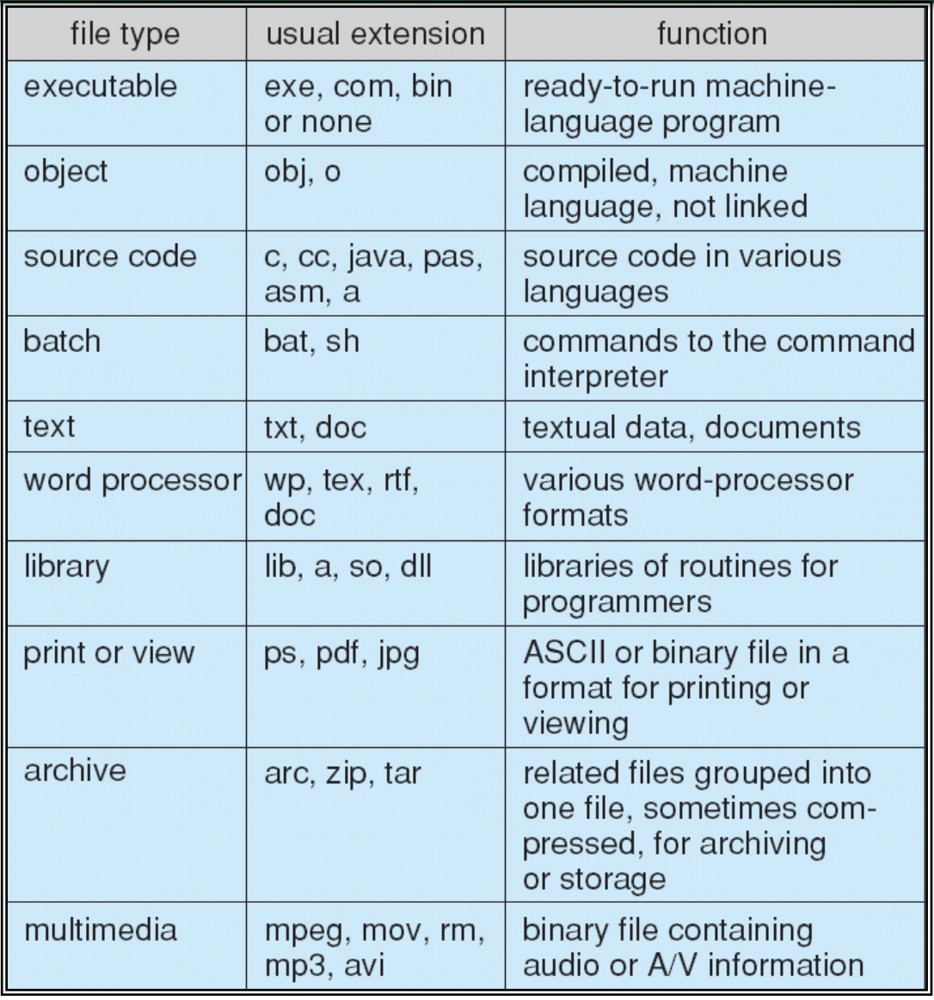 file type usual extension function
executable exe, com, bin ready-to-run machine-
or none language program
object obj, o compiled, machine
language, not linked
source code c, cc, java, pas, source code in various
asm, a languages
batch bat, sh commands to the command
interpreter
text txt, doc textual data, documents
word processor wp, tex, rtf, various word-processor
doc formats
library lib, a, so, dll libraries of routines for
programmers
print or view ps, pdf, jpg ASCII or binary file in a
format for printing or
viewing
archive arc, zip, tar related files grouped into
one file, sometimes com-
pressed, for archiving
or storage
multimedia mpeg, mov, rm, binary file containing
mp3, avi audio or A/V information